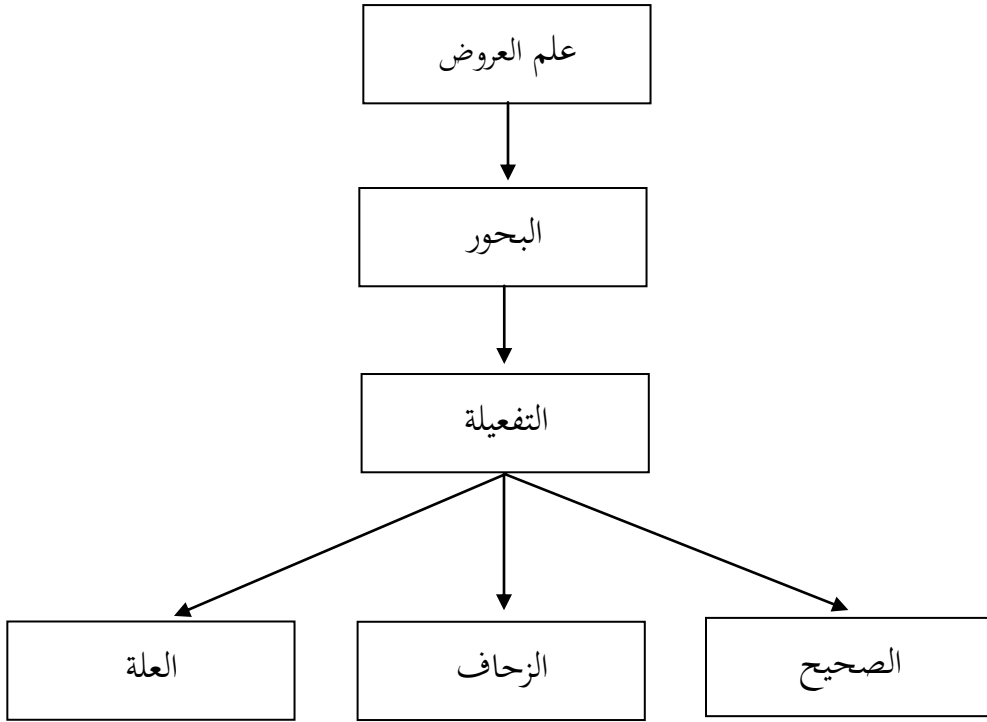 علم العروض
البحور
التفعيلة
الصحيح
الزحاف
العلة